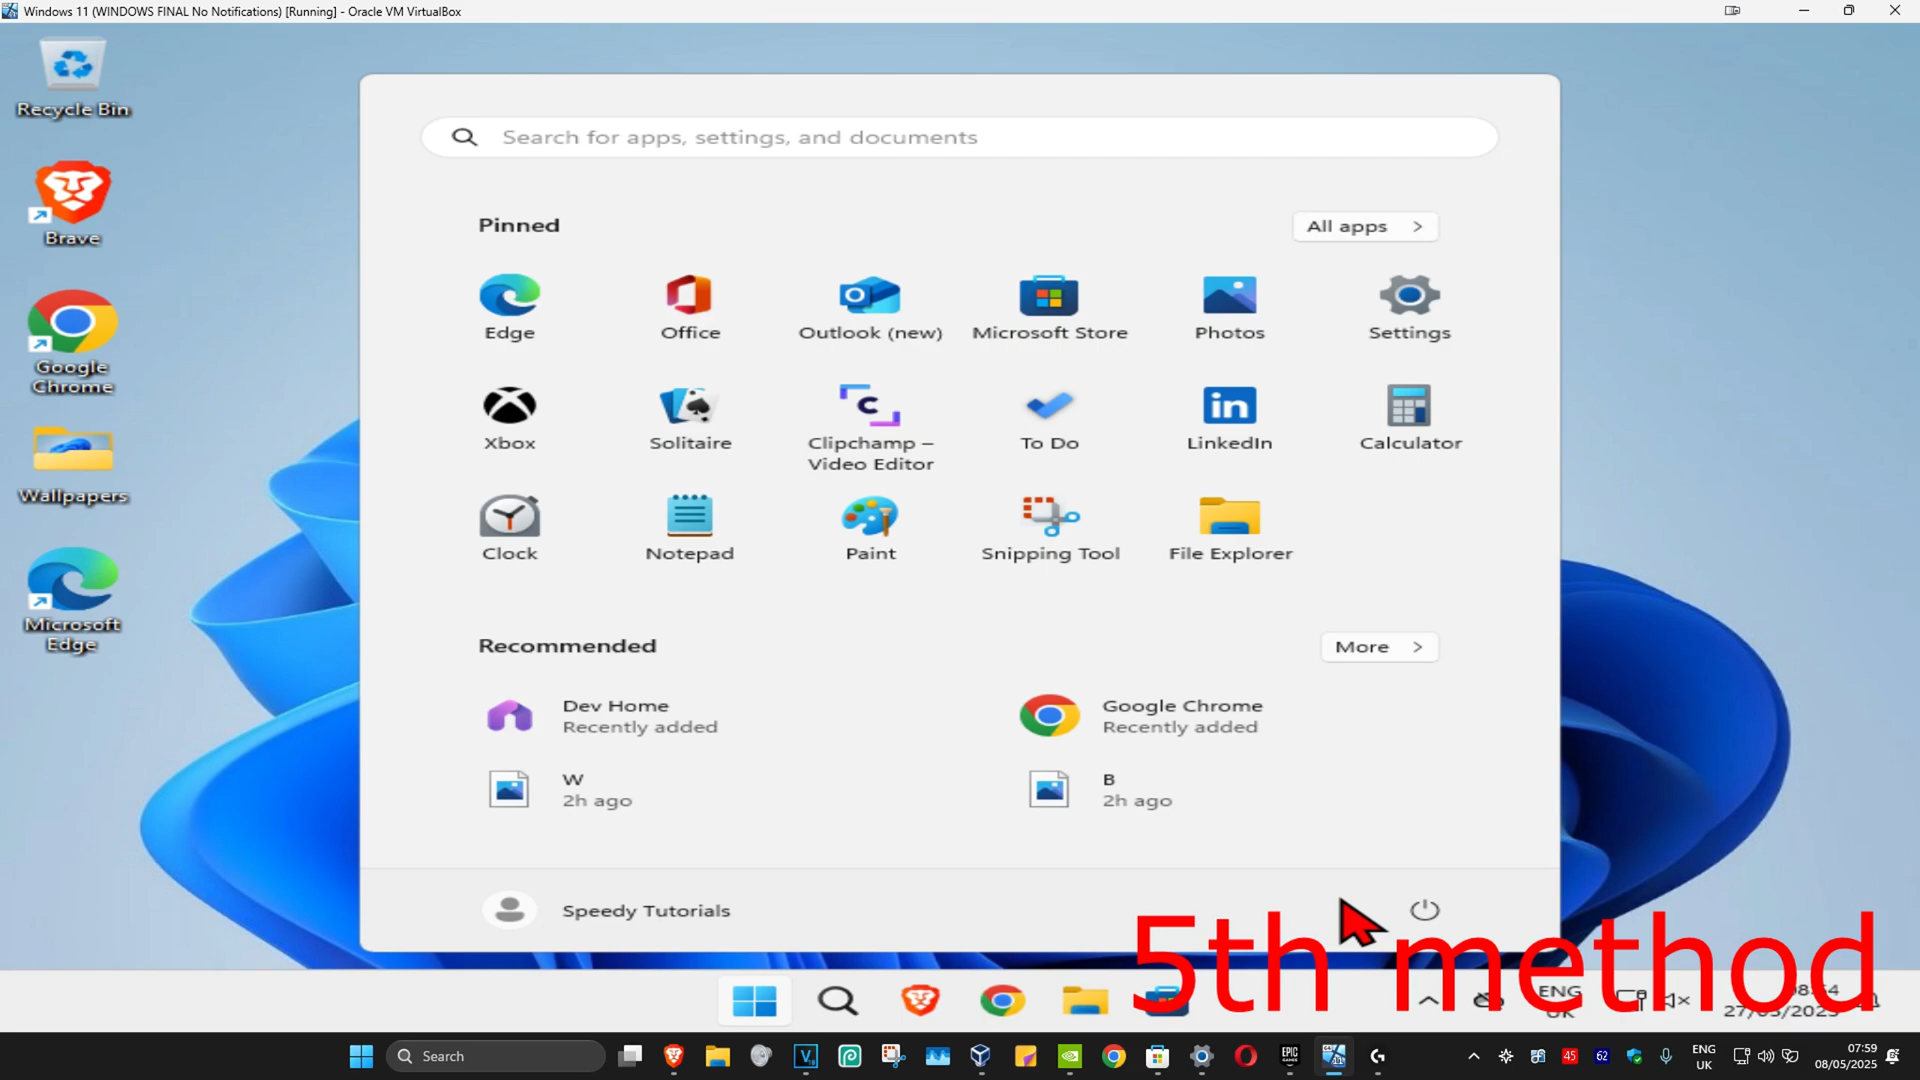 Windows 11 (WINDOWS FINAL No Notifications) [Running] - Oracle VM VirtualBox
Recycle Bin
Brave
Google
Chrome
Wallpapers
Microsoft
Edge
Search for apps, settings, and documents
Pinned
All apps >
Edge
Office
Outlook (new)
Microsoft Store
Photos
Settings
Xbox
Solitaire
Clipchamp –
Video Editor
To Do
LinkedIn
Calculator
Clock
Notepad
Paint
Snipping Tool
File Explorer
Recommended
More >
Dev Home
Recently added
Google Chrome
Recently added
W
2h ago
B
2h ago
Speedy Tutorials
5th method
ENG
UK
Search
EPIC
GAMES
45
62
ENG
UK
07:59
08/05/2025